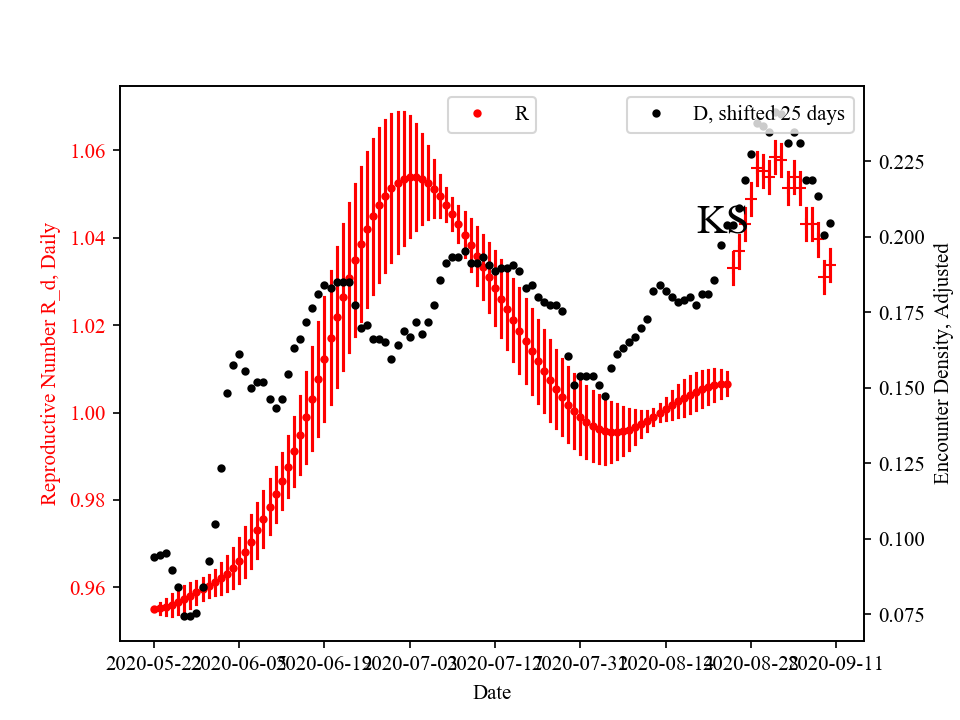 R
D, shifted 25 days
KS
Reproductive Number R_d, Daily
1.06
1.04
1.02
1.00
0.98
0.96
0.225
0.200
0.175
0.150
0.125
0.100
0.075
Encounter Density, Adjusted
2020-05-22 2020-06-05 2020-06-19 2020-07-03 2020-07-17 2020-07-31 2020-08-14 2020-08-28 2020-09-11
Date